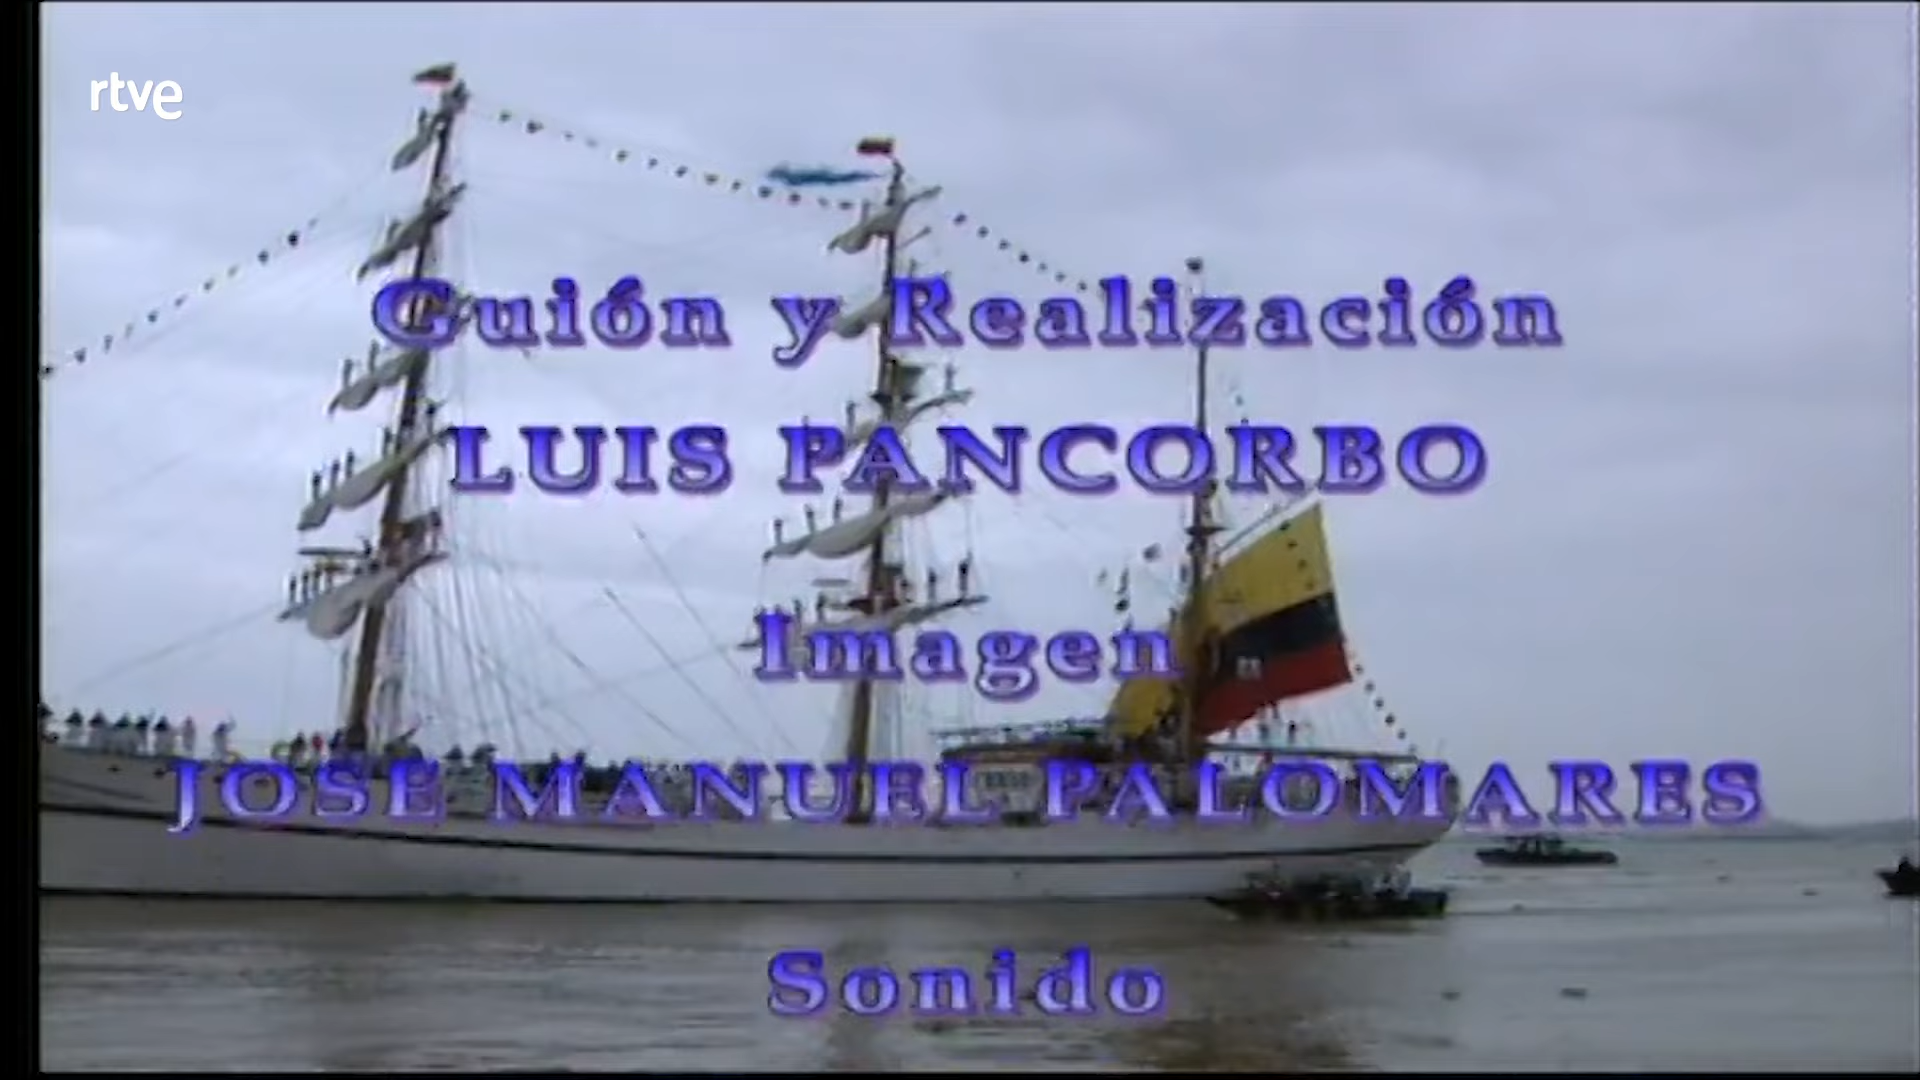 rtve
Guión y Realización
LUIS PANCORBO
Imagen
JOSE MANUEL PALOMARES
Sonido